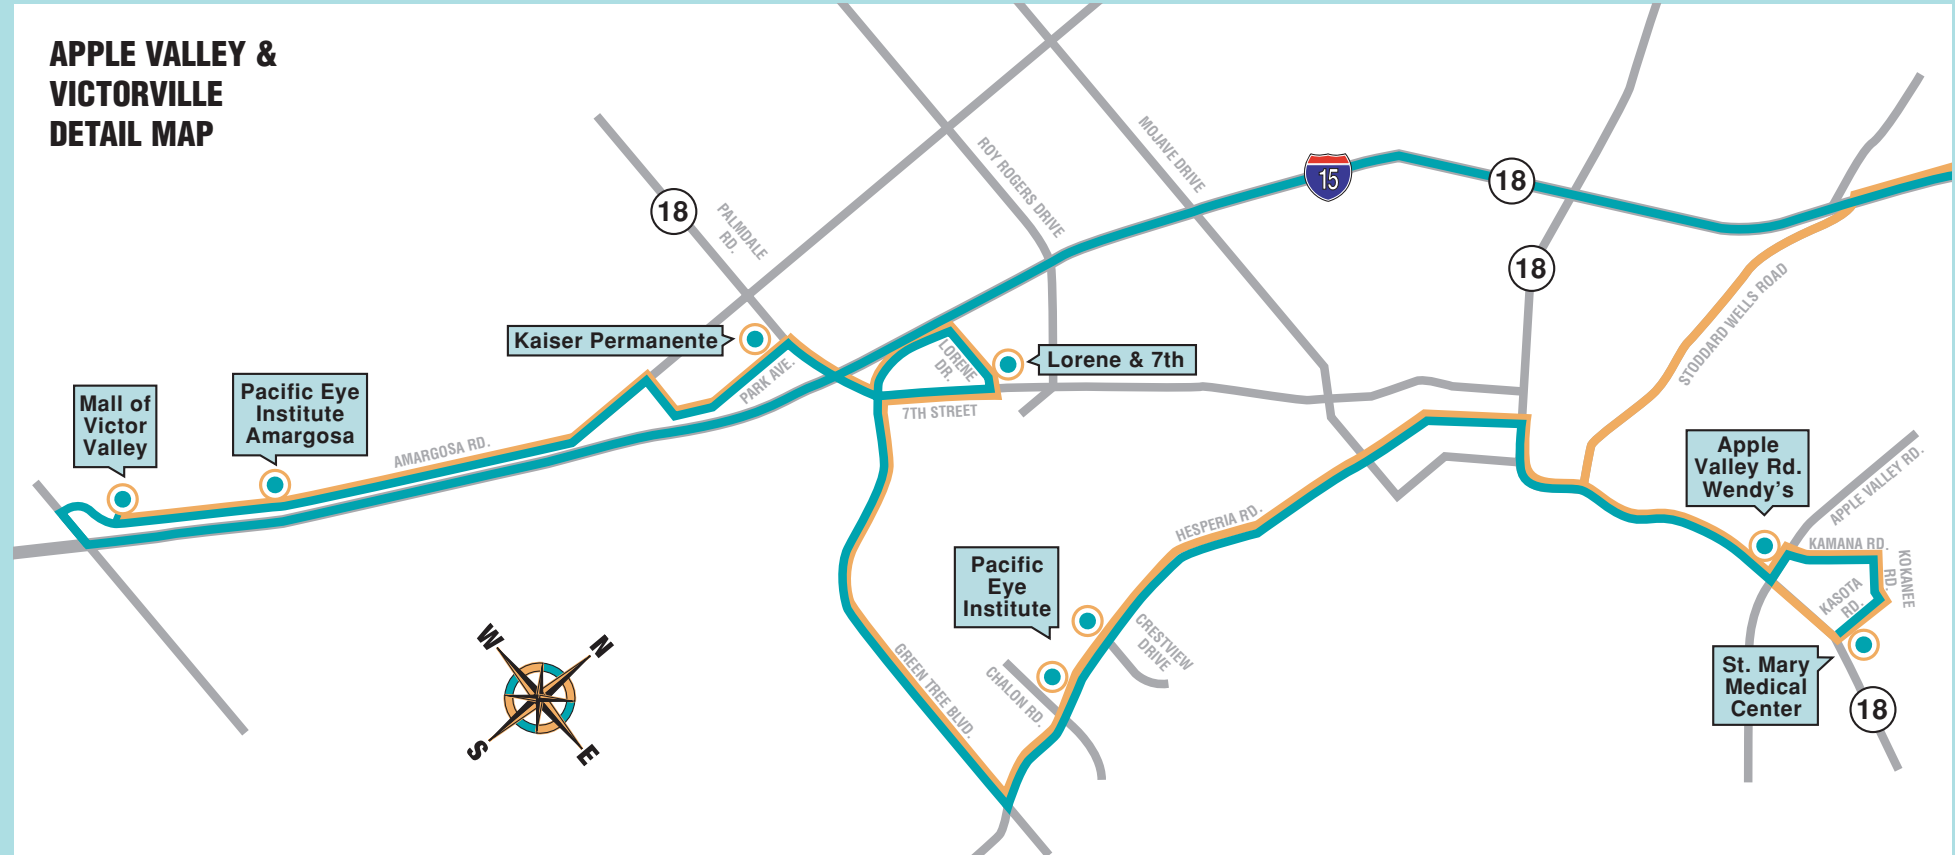 APPLE VALLEY &
VICTORVILLE
DETAIL MAP
18
PALMDALE
RD.
ROY ROGERS DRIVE
MOJAVE DRIVE
15
18
18
STODDARD WELLS ROAD
Kaiser Permanente
PARK AVE.
LORENE
DR.
Lorene & 7th
7TH STREET
Mall of
Victor
Valley
Pacific Eye
Institute
Amargosa
AMARGOSA RD.
Apple
Valley Rd.
Wendy's
APPLE VALLEY RD.
KAMANA RD.
KOKANEE
RD.
KASOTA
RD.
HESPERIA RD.
Pacific
Eye
Institute
CRESTVIEW
DRIVE
CHALON RD.
GREEN TREE BLVD.
St. Mary
Medical
Center
18
W
N
S
E